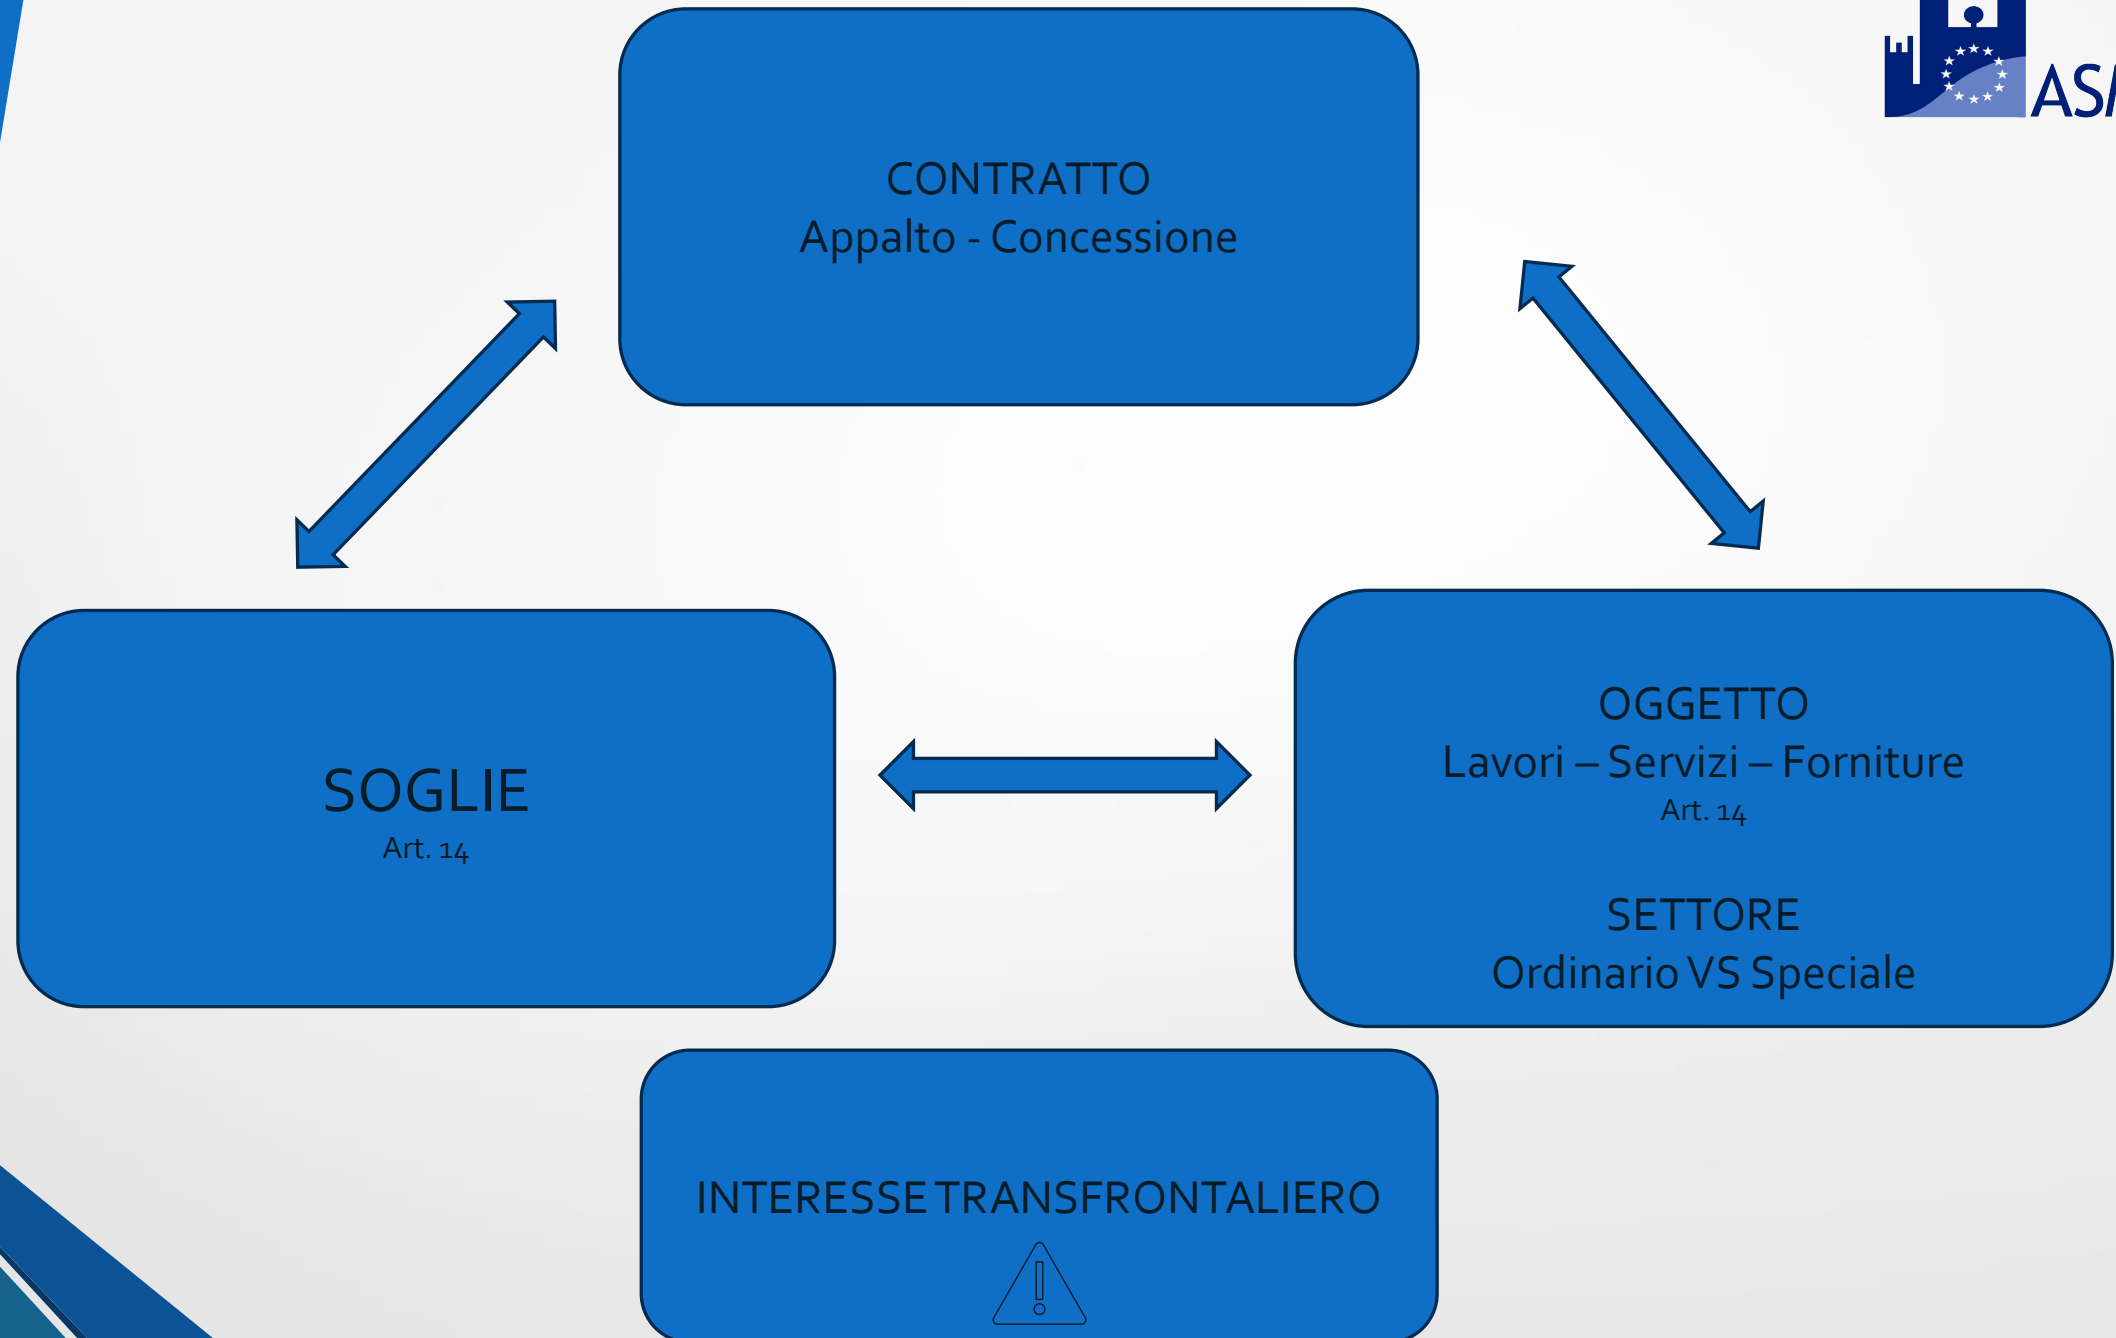 CONTRATTO
Appalto - Concessione
SOGLIE
Art. 14
OGGETTO
Lavori – Servizi – Forniture
Art. 14
SETTORE
Ordinario VS Speciale
INTERESSE TRANSFRONTALIERO